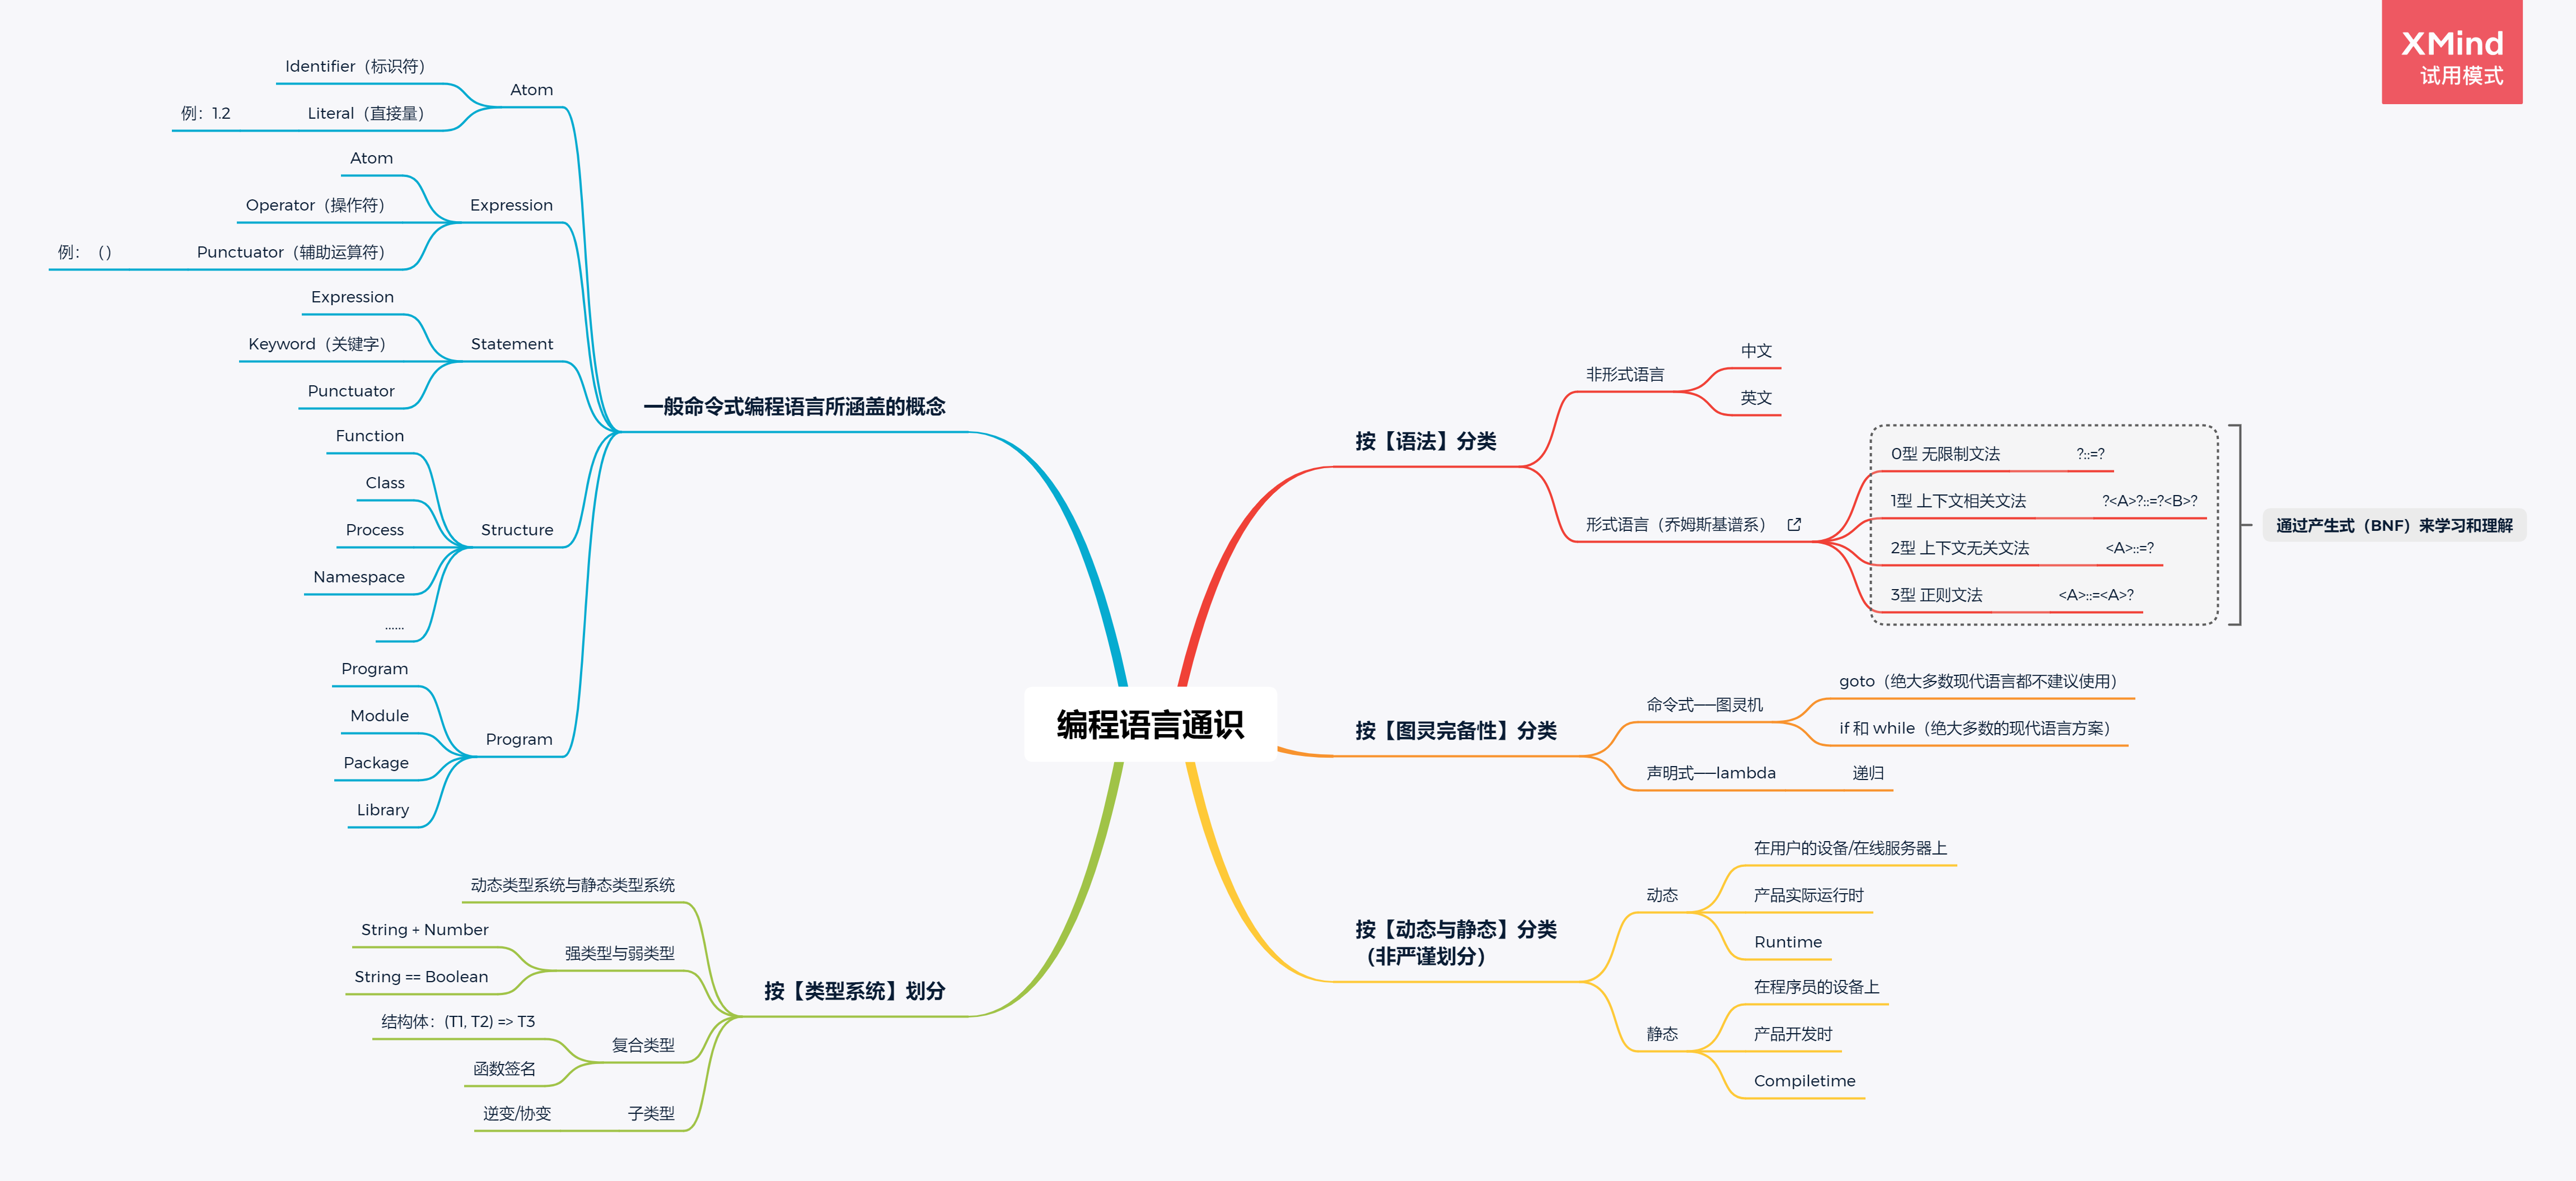 XMind
试用模式
编程语言通识
按【语法】分类
非形式语言
中文
英文
形式语言（乔姆斯基谱系）
0型 无限制文法
?::=?
1型 上下文相关文法
?<A>?::=?<B>?
2型 上下文无关文法
<A>::=?
3型 正则文法
<A>::=<A>?
通过产生式（BNF）来学习和理解
按【图灵完备性】分类
命令式——图灵机
goto（绝大多数现代语言都不建议使用）
if 和 while（绝大多数的现代语言方案）
声明式——lambda
递归
按【动态与静态】分类
（非严谨划分）
动态
在用户的设备/在线服务器上
产品实际运行时
Runtime
静态
在程序员的设备上
产品开发时
Compiletime
一般命令式编程语言所涵盖的概念
Atom
Identifier（标识符）
Literal（直接量）
例：1.2
Expression
Atom
Operator（操作符）
Punctuator（辅助运算符）
例：（）
Statement
Expression
Keyword（关键字）
Punctuator
Structure
Function
Class
Process
Namespace
......
Program
Program
Module
Package
Library
按【类型系统】划分
动态类型系统与静态类型系统
强类型与弱类型
String + Number
String == Boolean
复合类型
结构体：(T1, T2) => T3
函数签名
子类型
逆变/协变